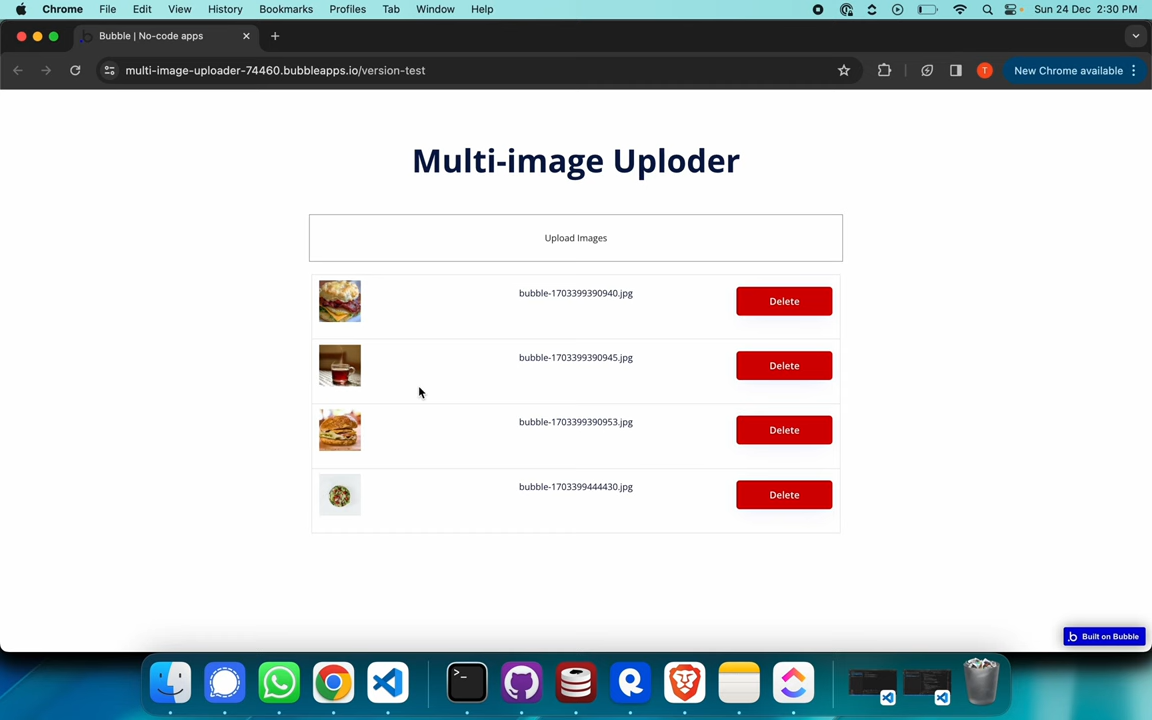 Chrome File Edit View History Bookmarks Profiles Tab Window Help Sun 24 Dec 2:30 PM
Bubble | No-code apps
multi-image-uploader-74460.bubbleapps.io/version-test T New Chrome available
Multi-image Uploder
Upload Images
bubble-1703399390940.jpg Delete
bubble-1703399390945.jpg Delete
bubble-1703399390953.jpg Delete
bubble-1703399444430.jpg Delete
Built on Bubble